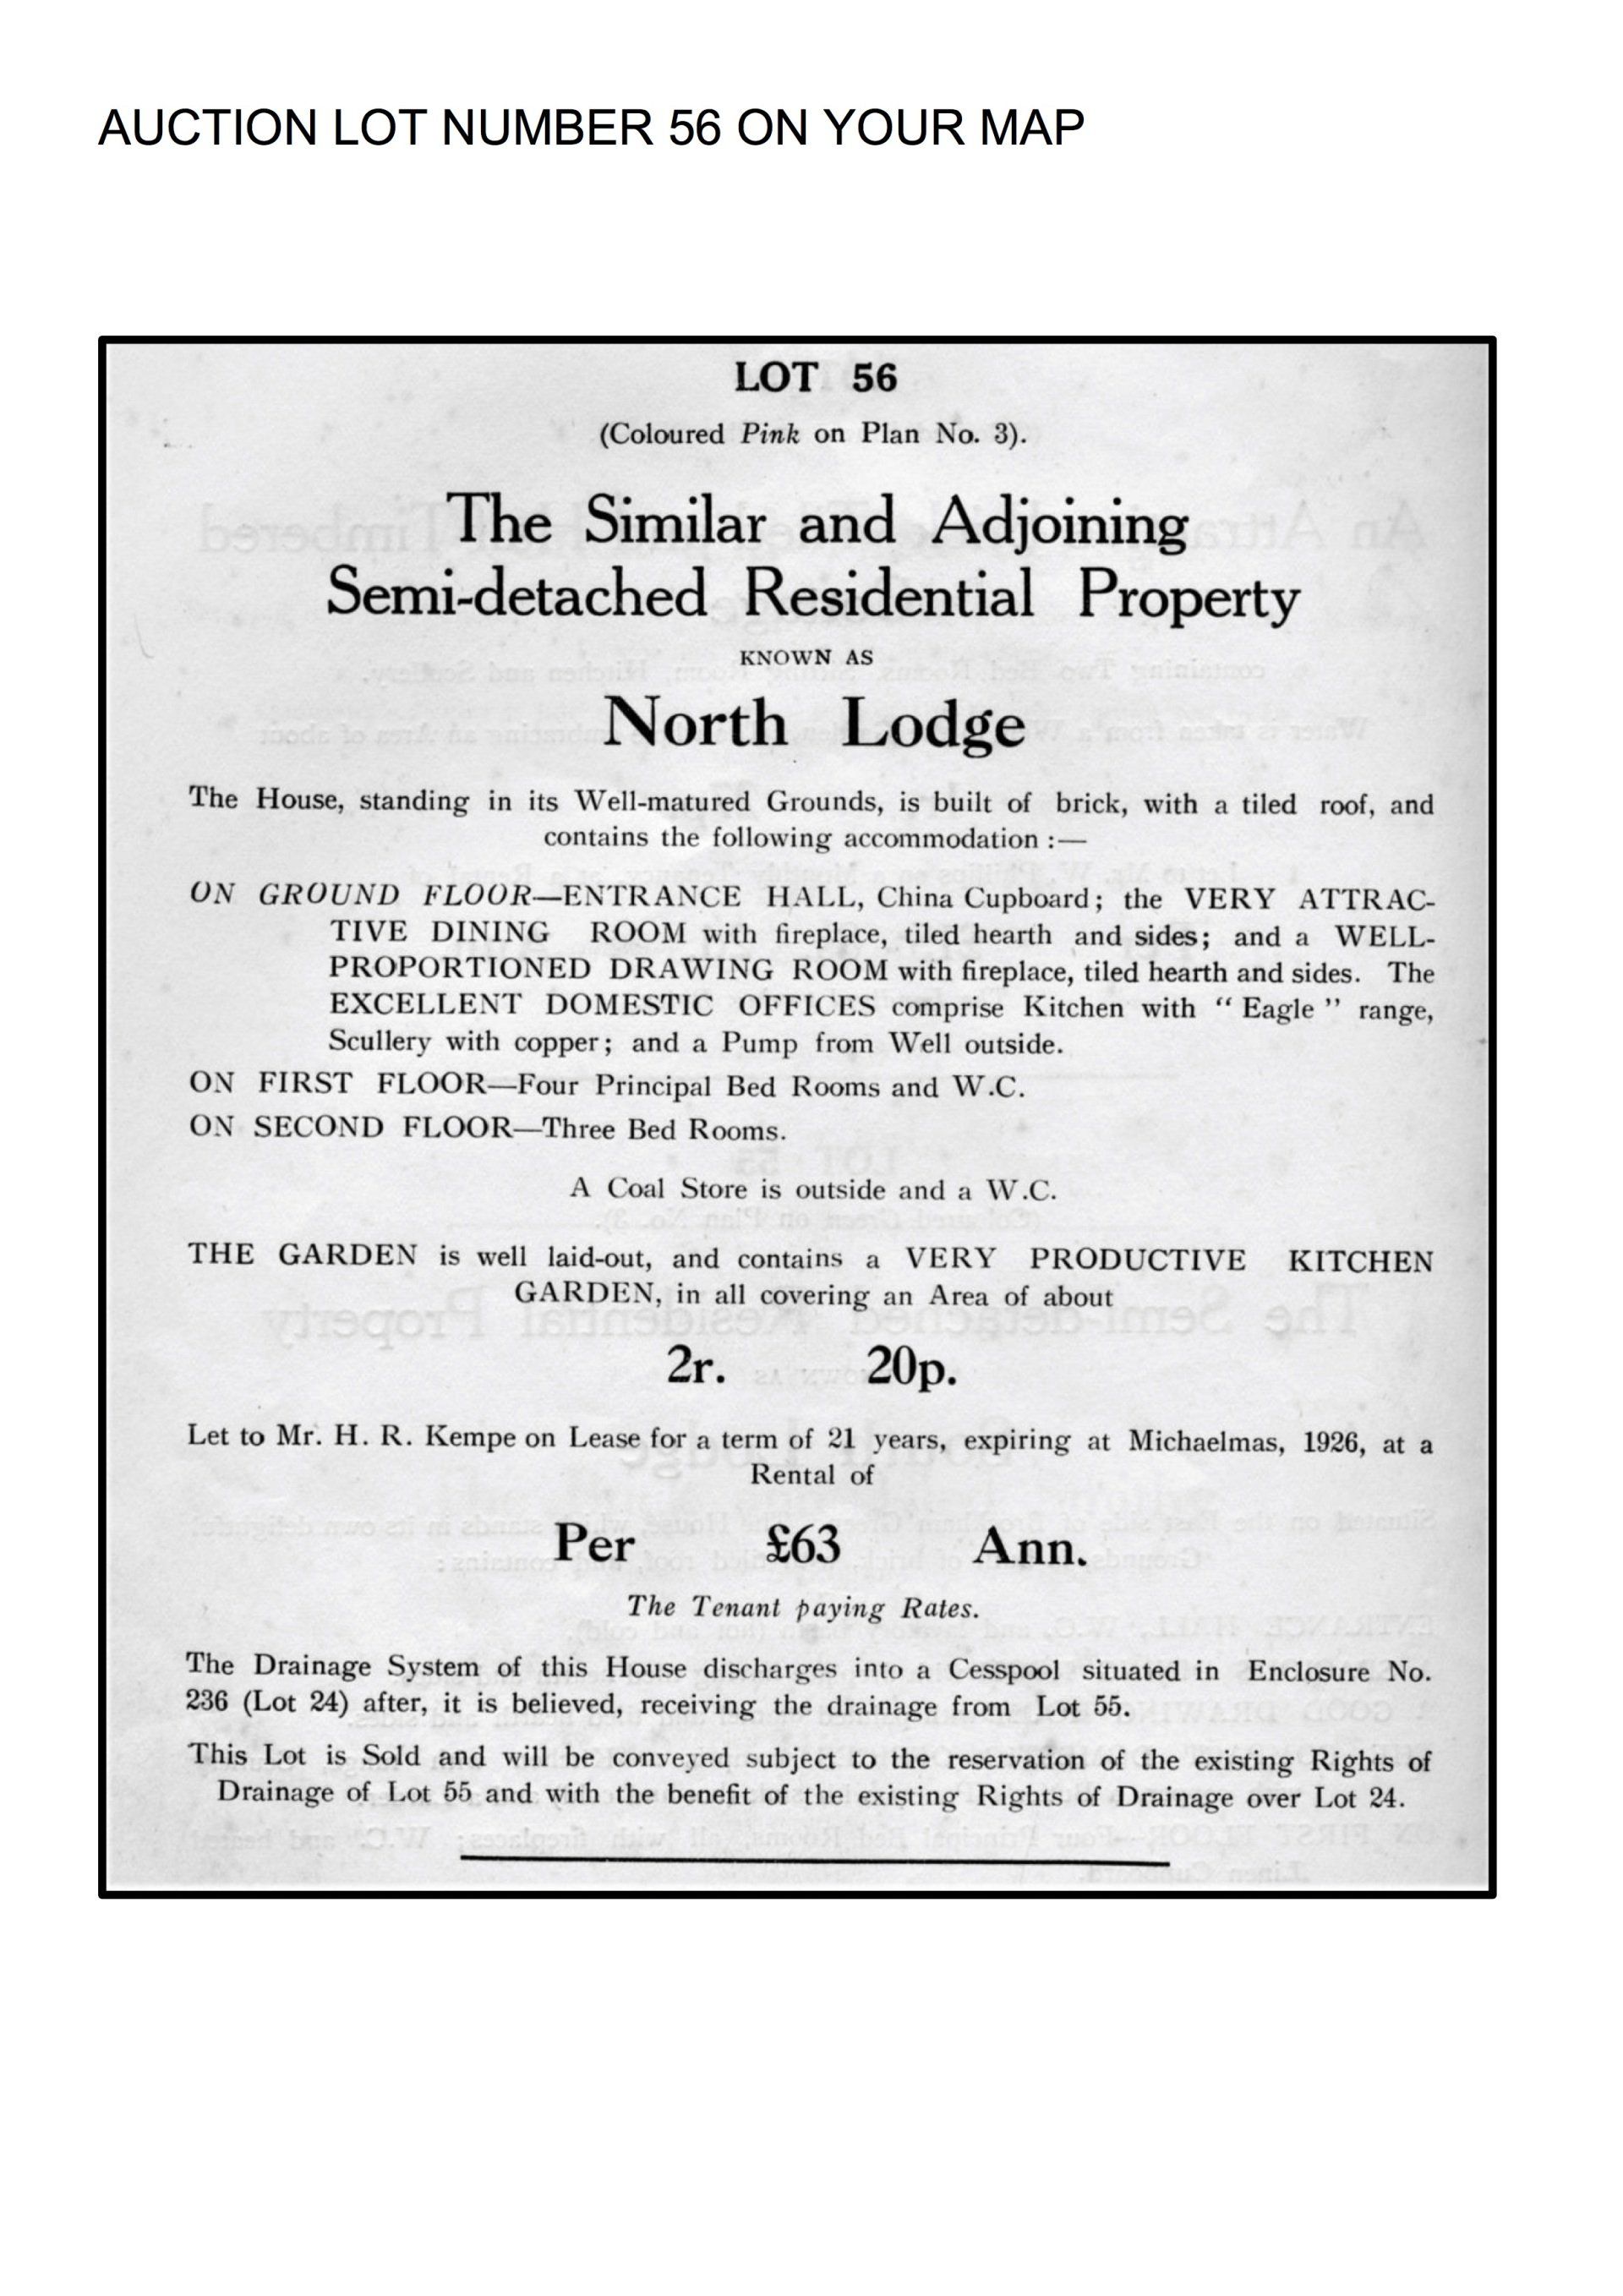 AUCTION LOT NUMBER 56 ON YOUR MAP
LOT 56
(Coloured Pink on Plan No. 3).
The Similar and Adjoining
Semi-detached Residential Property
KNOWN AS
North Lodge
The House, standing in its Well-matured Grounds, is built of brick, with a tiled roof, and
contains the following accommodation :—
ON GROUND FLOOR—ENTRANCE HALL, China Cupboard; the VERY ATTRAC-
TIVE DINING ROOM with fireplace, tiled hearth and sides; and a WELL-
PROPORTIONED DRAWING ROOM with fireplace, tiled hearth and sides. The
EXCELLENT DOMESTIC OFFICES comprise Kitchen with “ Eagle ” range,
Scullery with copper; and a Pump from Well outside.
ON FIRST FLOOR—Four Principal Bed Rooms and W.C.
ON SECOND FLOOR—Three Bed Rooms.
A Coal Store is outside and a W.C.
THE GARDEN is well laid-out, and contains a VERY PRODUCTIVE KITCHEN
GARDEN, in all covering an Area of about
2r. 20p.
Let to Mr. H. R. Kempe on Lease for a term of 21 years, expiring at Michaelmas, 1926, at a
Rental of
Per £63 Ann.
The Tenant paying Rates.
The Drainage System of this House discharges into a Cesspool situated in Enclosure No.
236 (Lot 24) after, it is believed, receiving the drainage from Lot 55.
This Lot is Sold and will be conveyed subject to the reservation of the existing Rights of
Drainage of Lot 55 and with the benefit of the existing Rights of Drainage over Lot 24.